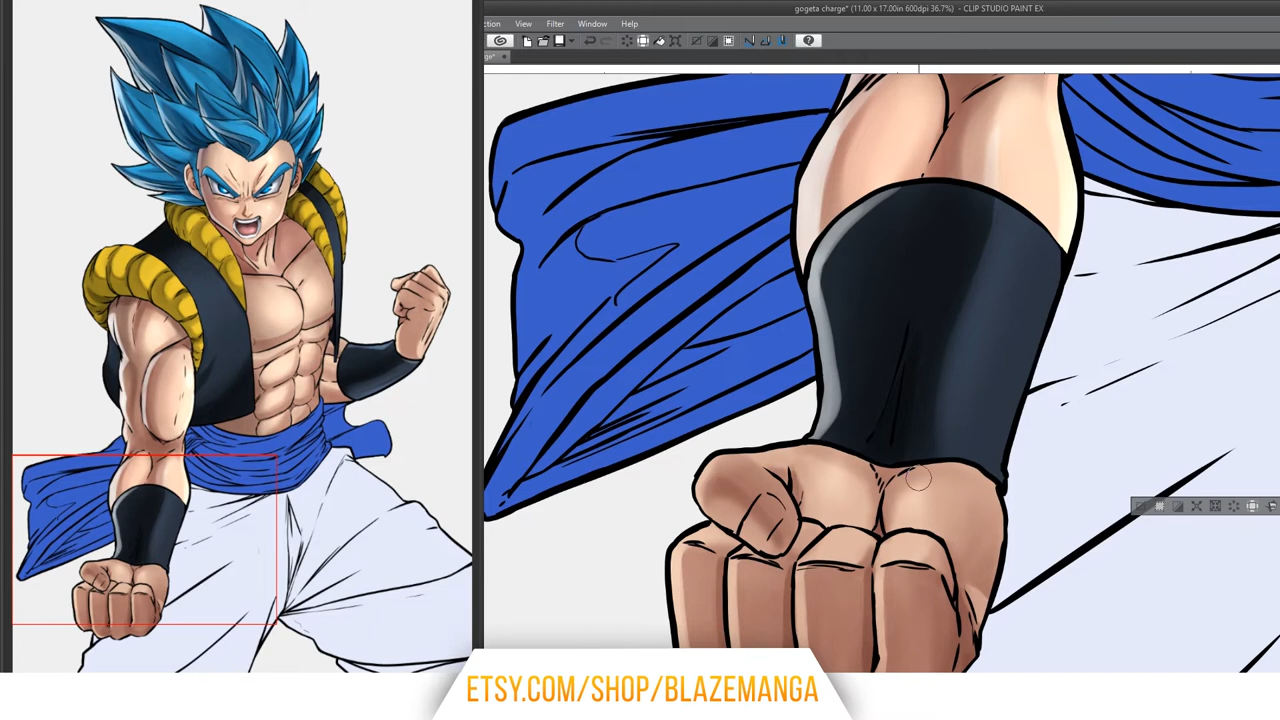 gogeta charge* (11.00 x 17.00in 600dpi 36.7%) - CLIP STUDIO PAINT EX
ction View Filter Window Help
ge*
ETSY.COM/SHOP/BLAZEMANGA